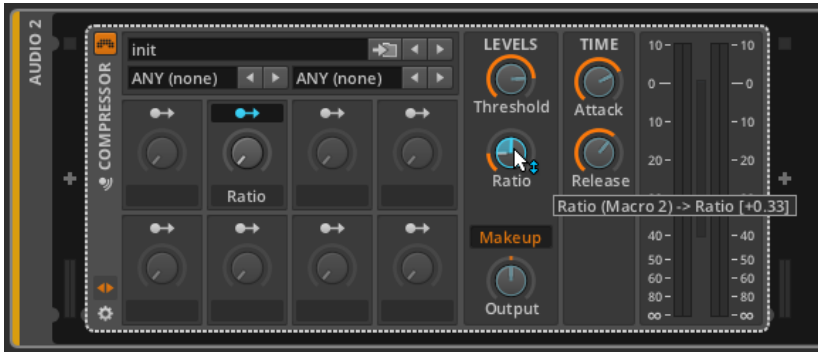 AUDIO 2
COMPRESSOR
init
ANY (none)
ANY (none)
Ratio
LEVELS
Threshold
Ratio
Makeup
Output
TIME
Attack
Release
Ratio (Macro 2) -> Ratio [+0.33]
10 - - 10
0 - - 0
10 - - 10
20 - - 20
40 - - 40
50 - - 50
60 - - 60
80 - - 80
∞ - - ∞